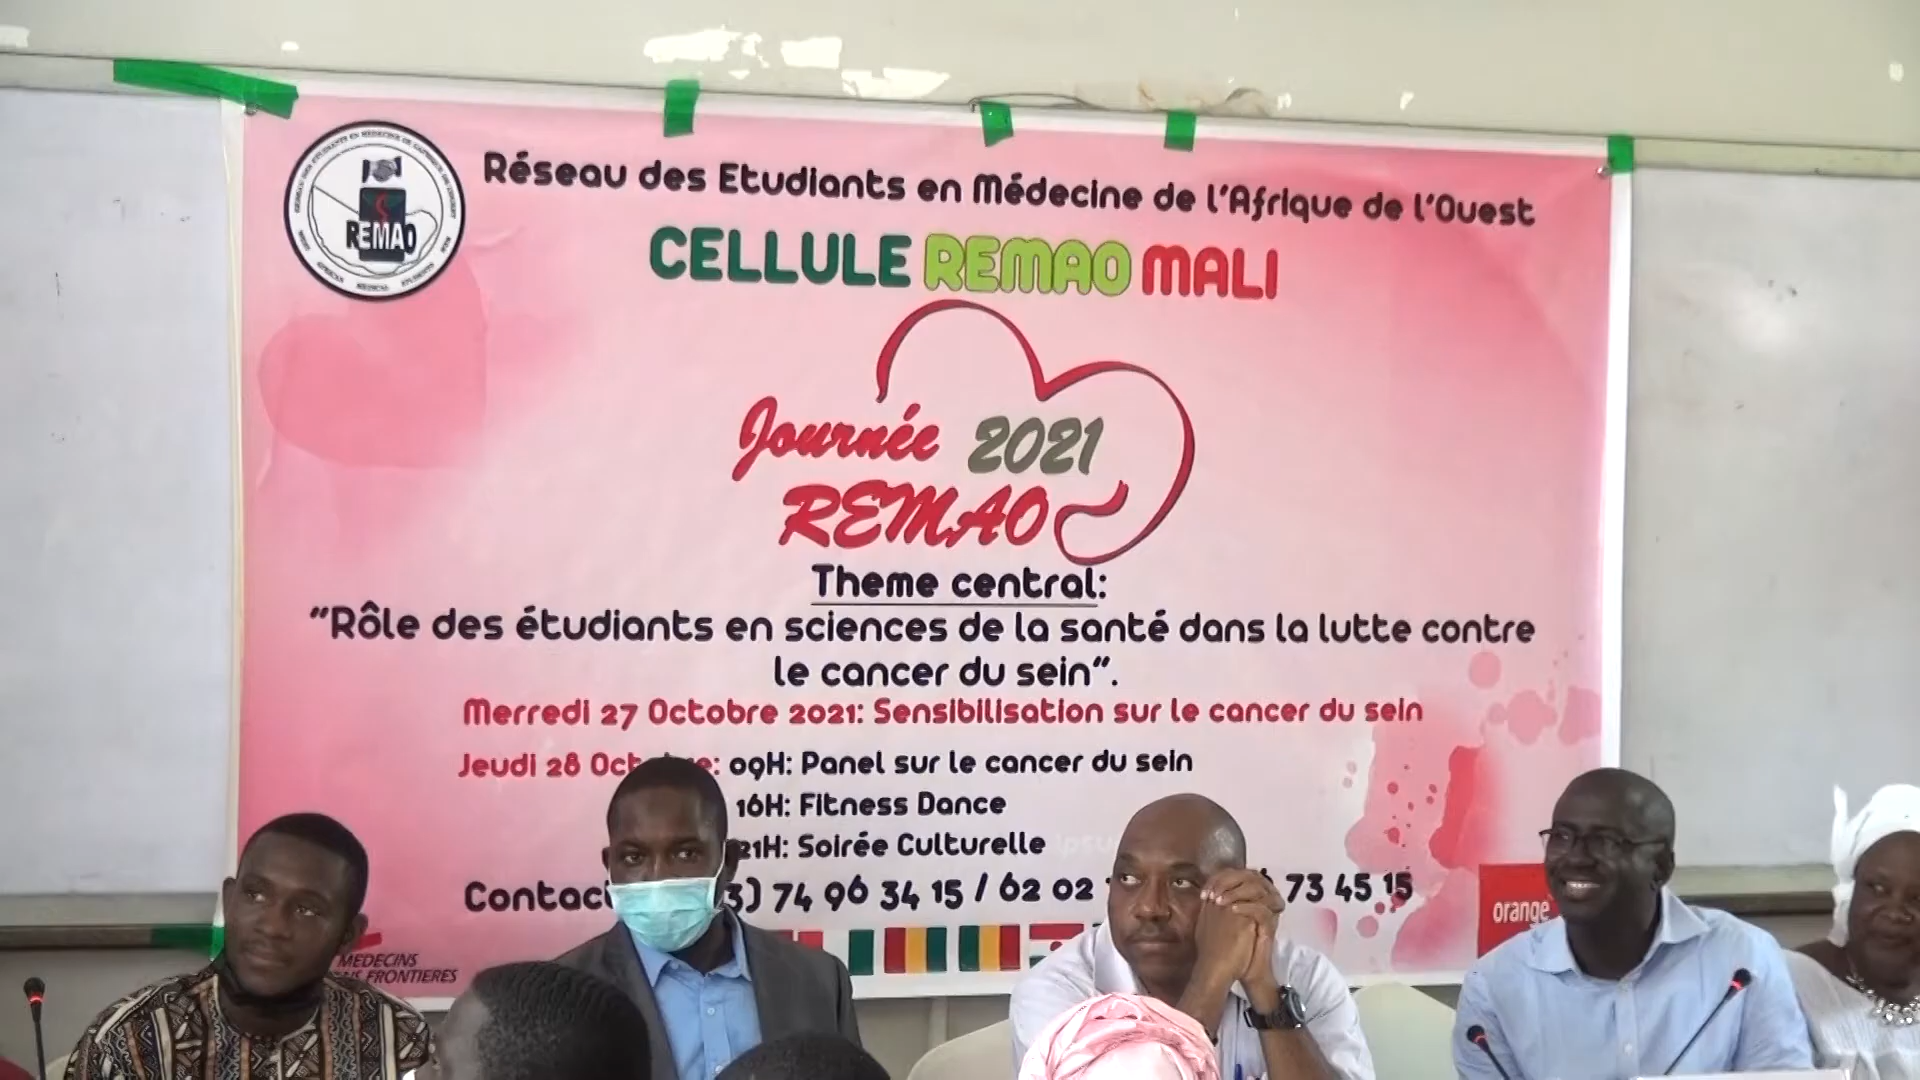 REMAO
Réseau des Etudiants en Médecine de l'Afrique de l'Ouest
CELLULE REMAO MALI
Journée 2021
REMAO
Theme central:
"Rôle des étudiants en sciences de la santé dans la lutte contre
le cancer du sein".
Merredi 27 Octobre 2021: Sensibilisation sur le cancer du sein
Jeudi 28 09H: Panel sur le cancer du sein
16H: Fitness Dance
21H: Soirée Culturelle
74 96 34 15 / 62 02 73 45 15
orange
MEDECINS
FRONTIERES